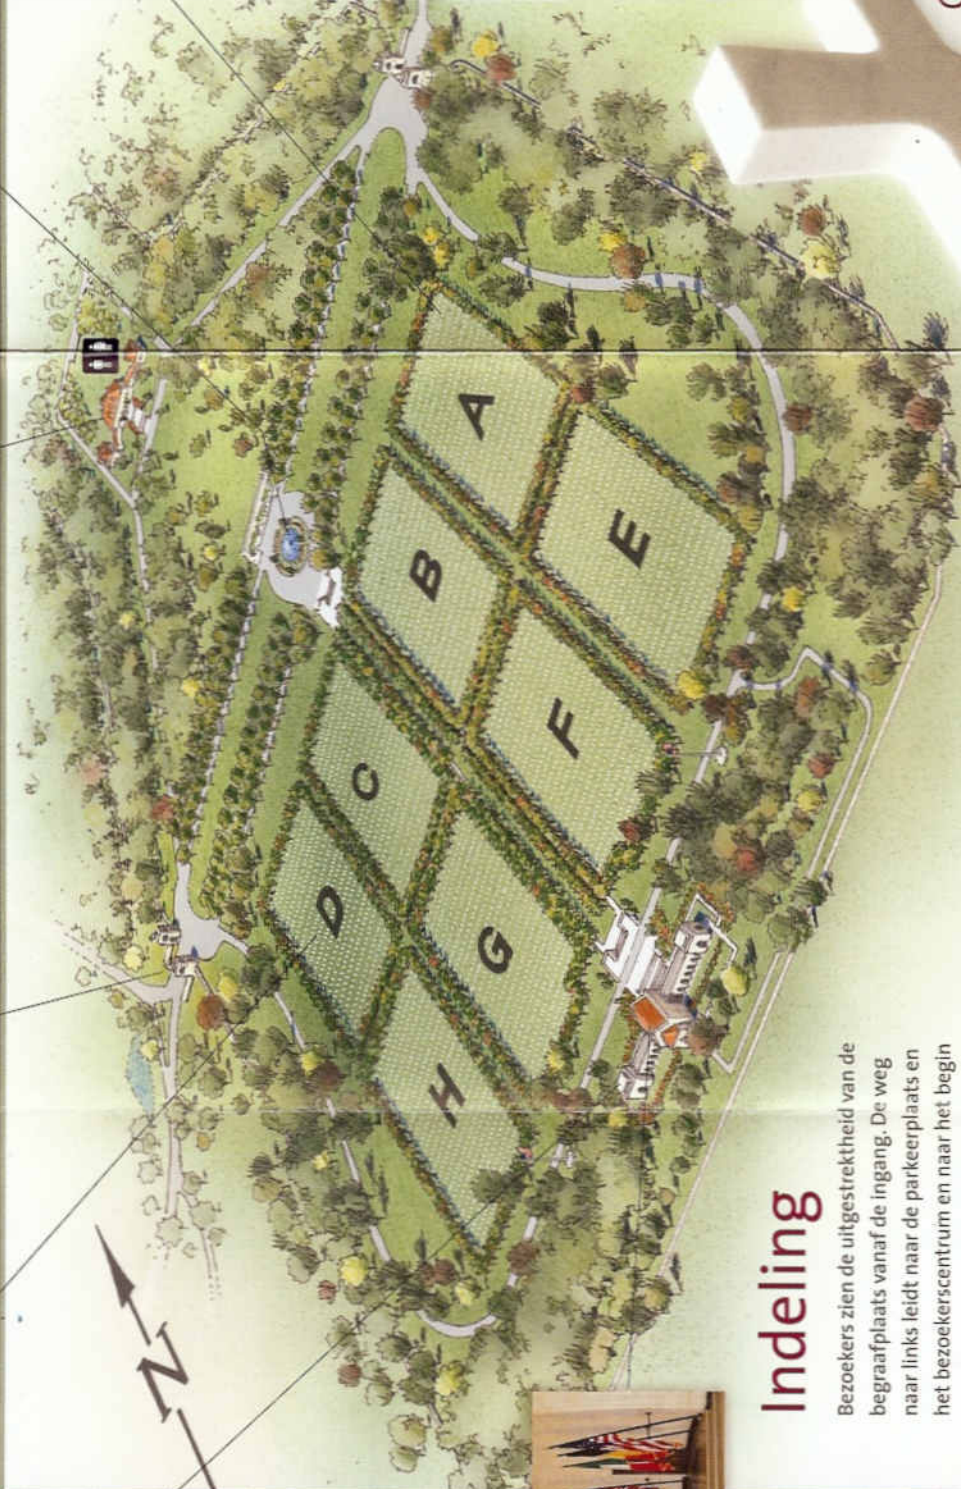 Indeling
Bezoekers zien de uitgestrektheid van de
begraafplaats vanaf de ingang. De weg
naar links leidt naar de parkeerplaats en
het bezoekerscentrum en naar het begin
N
A
B
C
D
E
F
G
H